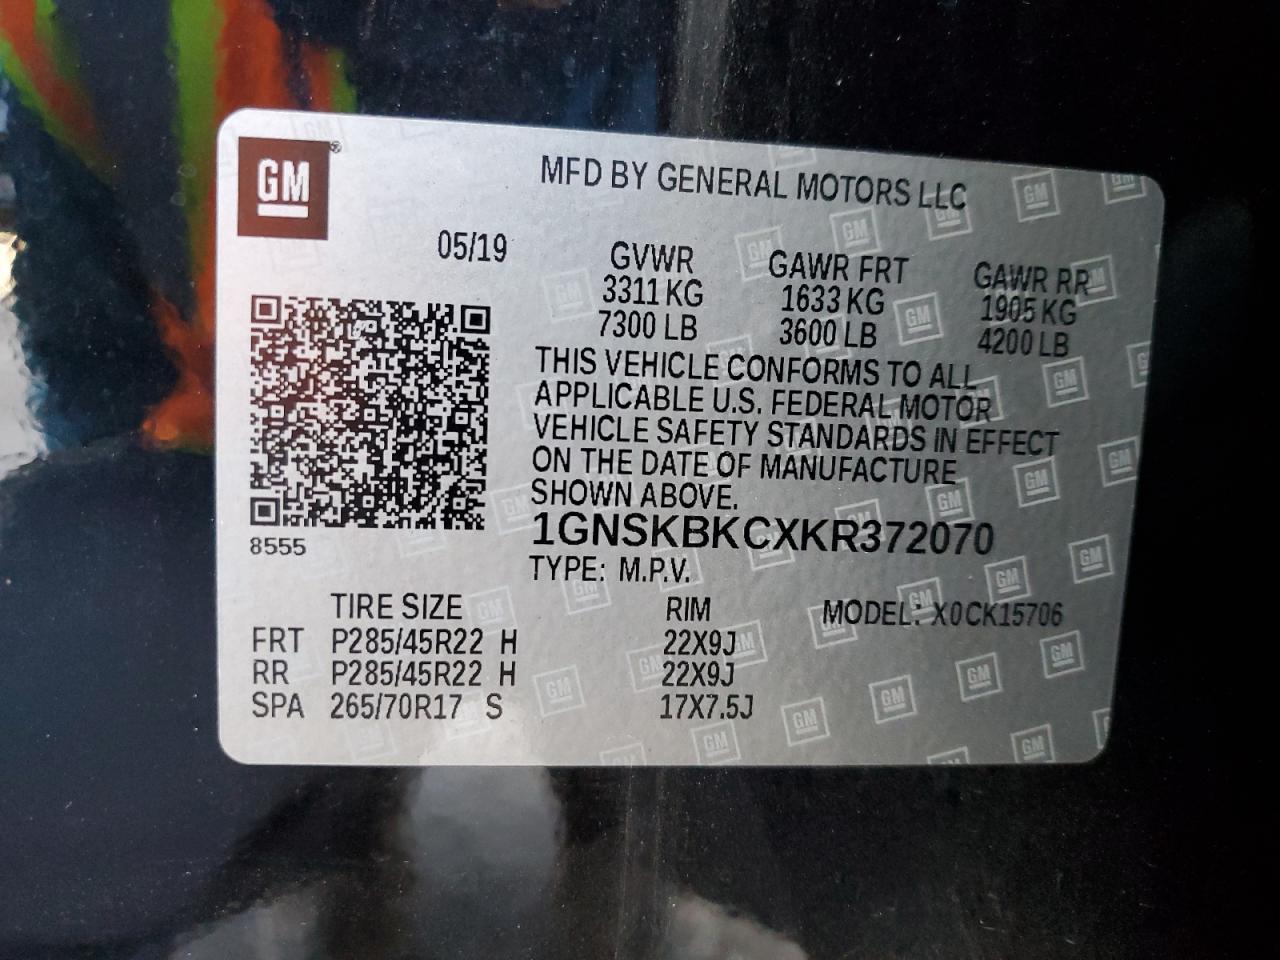 GM ®
MFD BY GENERAL MOTORS LLC
05/19 GVWR GAWR FRT GAWR RR
3311 KG 1633 KG 1905 KG
7300 LB 3600 LB 4200 LB
THIS VEHICLE CONFORMS TO ALL
APPLICABLE U.S. FEDERAL MOTOR
VEHICLE SAFETY STANDARDS IN EFFECT
ON THE DATE OF MANUFACTURE
SHOWN ABOVE.
1GNSKBKCXKR372070
8555
TYPE: M.P.V.
TIRE SIZE RIM MODEL: X0CK15706
FRT P285/45R22 H 22X9J
RR P285/45R22 H 22X9J
SPA 265/70R17 S 17X7.5J